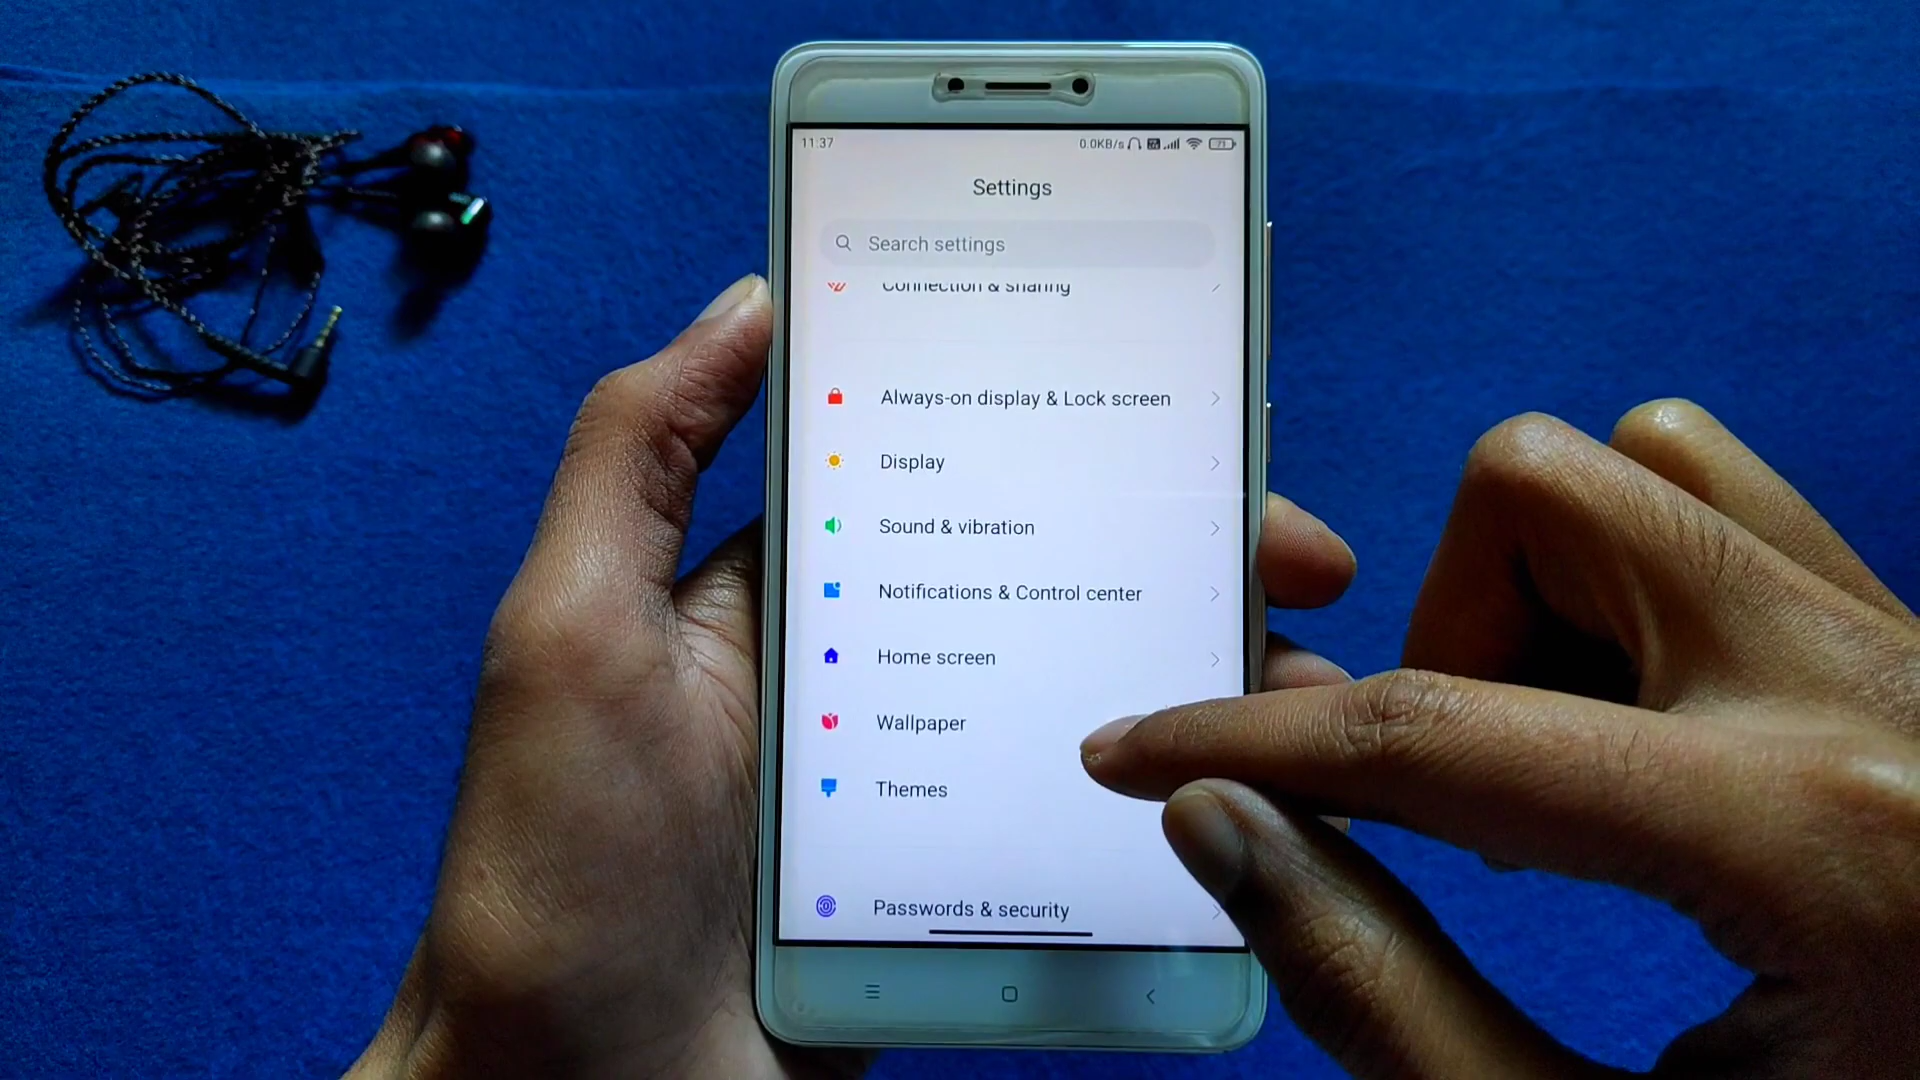 11:37 0.0KB/s 71
Settings
Search settings
Connection & sharing
Always-on display & Lock screen
Display
Sound & vibration
Notifications & Control center
Home screen
Wallpaper
Themes
Passwords & security